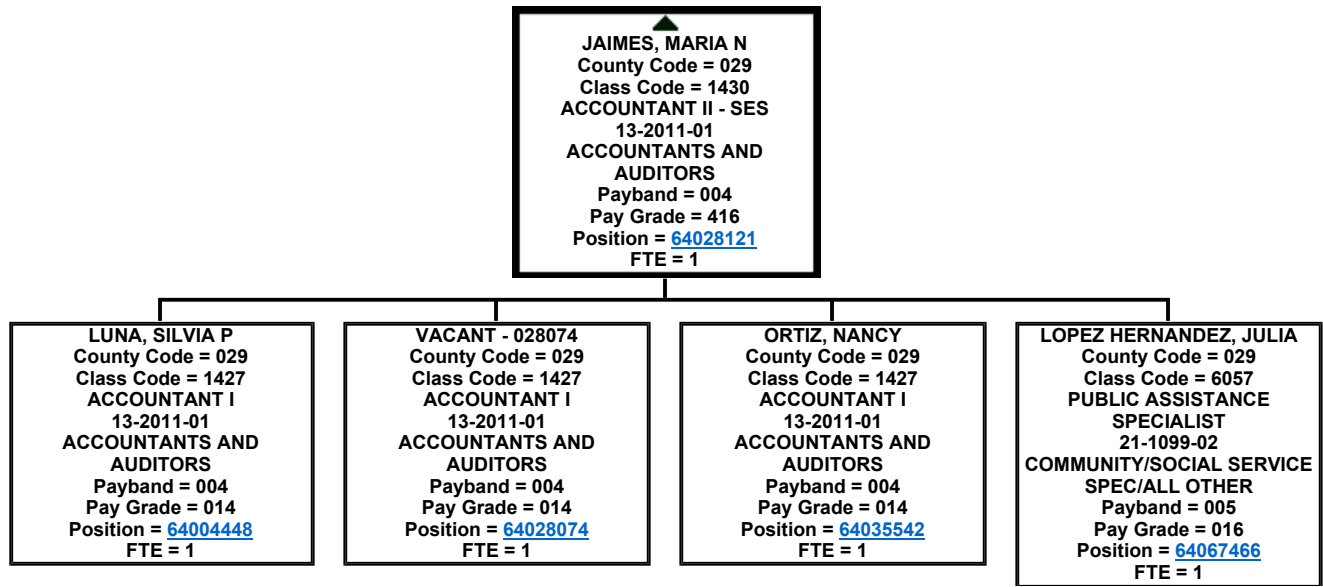 JAIMES, MARIA N
County Code = 029
Class Code = 1430
ACCOUNTANT II - SES
13-2011-01
ACCOUNTANTS AND
AUDITORS
Payband = 004
Pay Grade = 416
Position = 64028121
FTE = 1
LUNA, SILVIA P
County Code = 029
Class Code = 1427
ACCOUNTANT I
13-2011-01
ACCOUNTANTS AND
AUDITORS
Payband = 004
Pay Grade = 014
Position = 64004448
FTE = 1
VACANT - 028074
County Code = 029
Class Code = 1427
ACCOUNTANT I
13-2011-01
ACCOUNTANTS AND
AUDITORS
Payband = 004
Pay Grade = 014
Position = 64028074
FTE = 1
ORTIZ, NANCY
County Code = 029
Class Code = 1427
ACCOUNTANT I
13-2011-01
ACCOUNTANTS AND
AUDITORS
Payband = 004
Pay Grade = 014
Position = 64035542
FTE = 1
LOPEZ HERNANDEZ, JULIA
County Code = 029
Class Code = 6057
PUBLIC ASSISTANCE
SPECIALIST
21-1099-02
COMMUNITY/SOCIAL SERVICE
SPEC/ALL OTHER
Payband = 005
Pay Grade = 016
Position = 64067466
FTE = 1